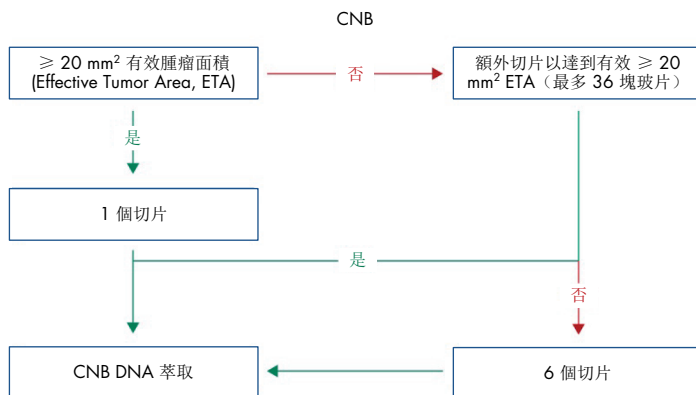 CNB
≥ 20 mm² 有效腫瘤面積
(Effective Tumor Area, ETA)
否
額外切片以達到有效 ≥ 20
mm² ETA（最多 36 塊玻片）
是
1 個切片
是
否
CNB DNA 萃取
6 個切片